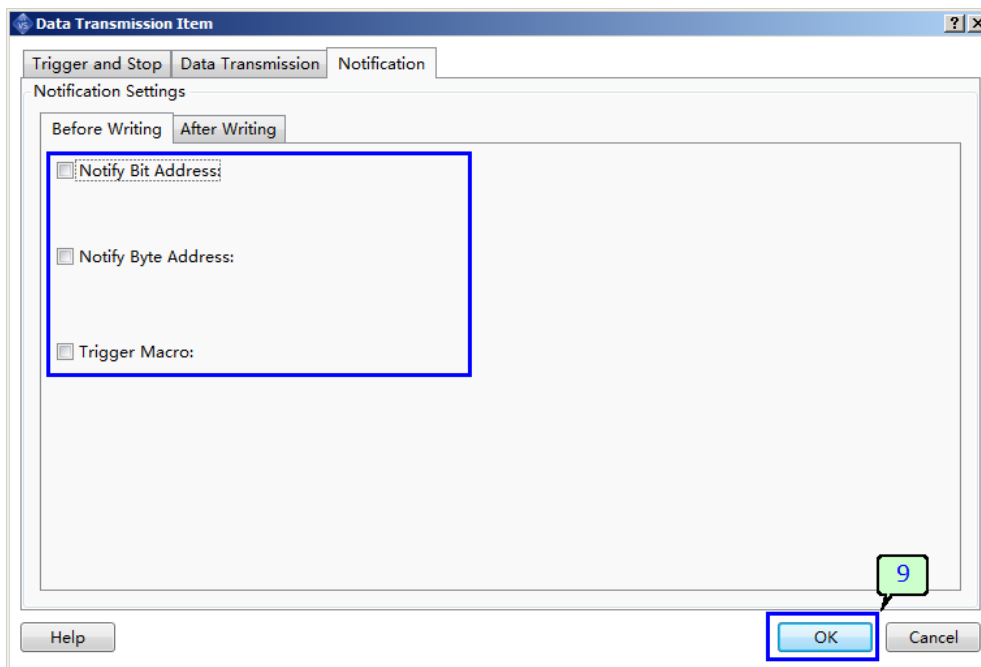 VS Data Transmission Item
Trigger and Stop Data Transmission Notification
Notification Settings
Before Writing After Writing
Notify Bit Address:
Notify Byte Address:
Trigger Macro:
9
Help OK Cancel